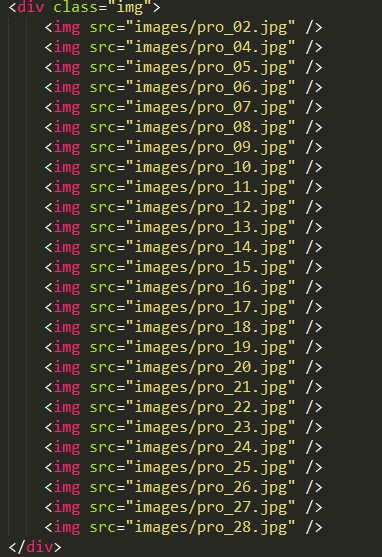 <div class="img">
<img src="images/pro_02.jpg" />
<img src="images/pro_04.jpg" />
<img src="images/pro_05.jpg" />
<img src="images/pro_06.jpg" />
<img src="images/pro_07.jpg" />
<img src="images/pro_08.jpg" />
<img src="images/pro_09.jpg" />
<img src="images/pro_10.jpg" />
<img src="images/pro_11.jpg" />
<img src="images/pro_12.jpg" />
<img src="images/pro_13.jpg" />
<img src="images/pro_14.jpg" />
<img src="images/pro_15.jpg" />
<img src="images/pro_16.jpg" />
<img src="images/pro_17.jpg" />
<img src="images/pro_18.jpg" />
<img src="images/pro_19.jpg" />
<img src="images/pro_20.jpg" />
<img src="images/pro_21.jpg" />
<img src="images/pro_22.jpg" />
<img src="images/pro_23.jpg" />
<img src="images/pro_24.jpg" />
<img src="images/pro_25.jpg" />
<img src="images/pro_26.jpg" />
<img src="images/pro_27.jpg" />
<img src="images/pro_28.jpg" />
</div>